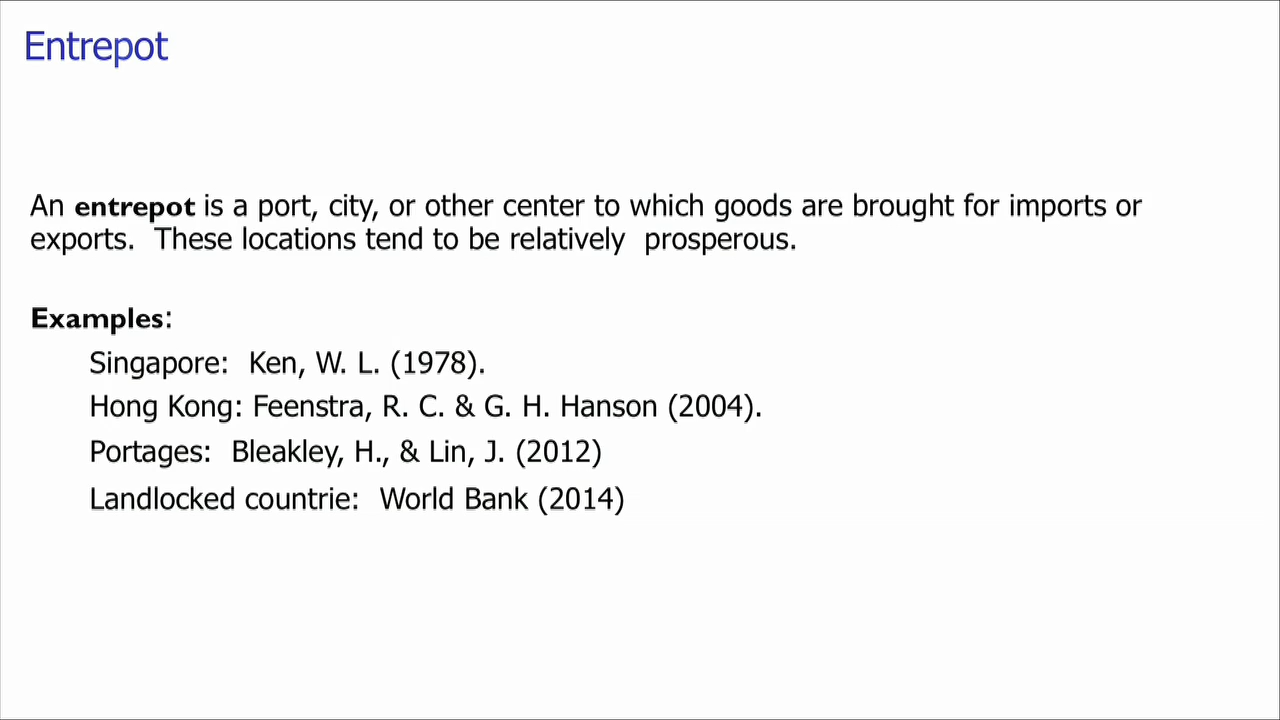 Entrepot
An entrepot is a port, city, or other center to which goods are brought for imports or
exports. These locations tend to be relatively prosperous.
Examples:
Singapore: Ken, W. L. (1978).
Hong Kong: Feenstra, R. C. & G. H. Hanson (2004).
Portages: Bleakley, H., & Lin, J. (2012)
Landlocked countrie: World Bank (2014)